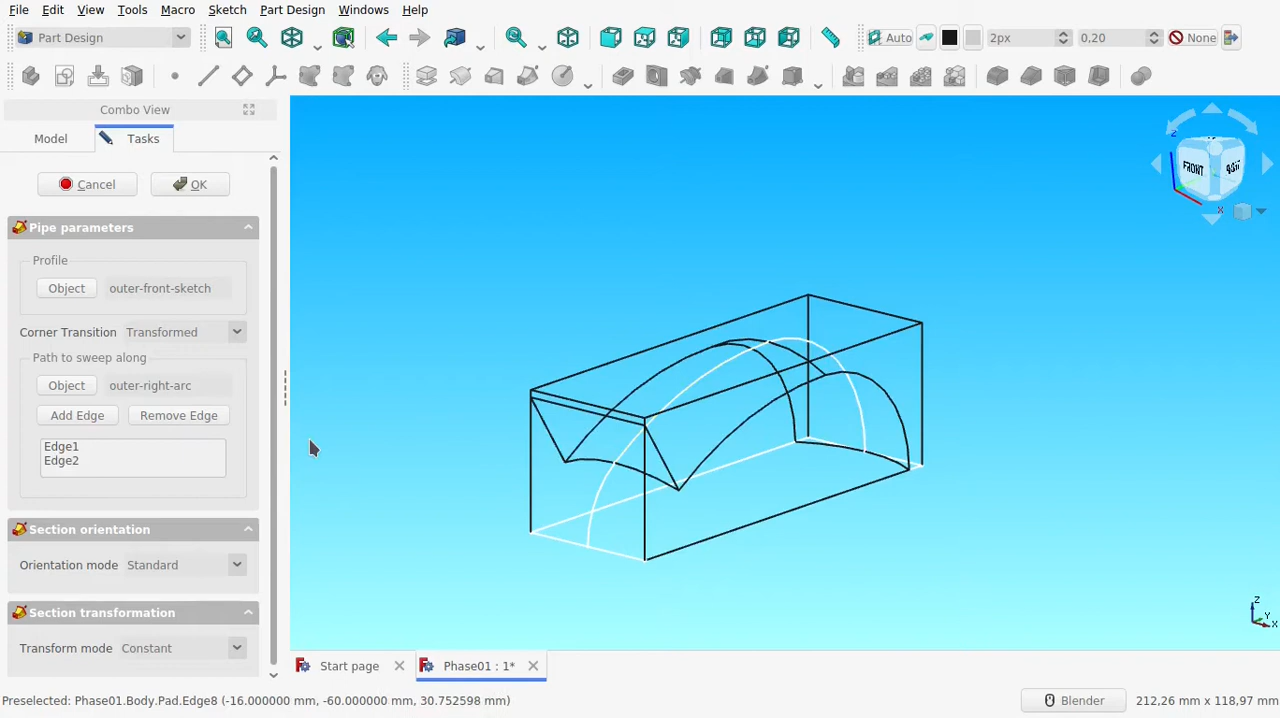 File Edit View Tools Macro Sketch Part Design Windows Help
Part Design Auto 2px 0,20 None
Combo View
Model Tasks
Cancel OK
Pipe parameters
Profile
Object outer-front-sketch
Corner Transition Transformed
Path to sweep along
Object outer-right-arc
Add Edge Remove Edge
Edge1
Edge2
Section orientation
Orientation mode Standard
Section transformation
Transform mode Constant
FRONT
Z
X
Z
Y
X
Start page Phase01 : 1*
Preselected: Phase01.Body.Pad.Edge8 (-16.000000 mm, -60.000000 mm, 30.752598 mm) Blender 212,26 mm x 118,97 mm